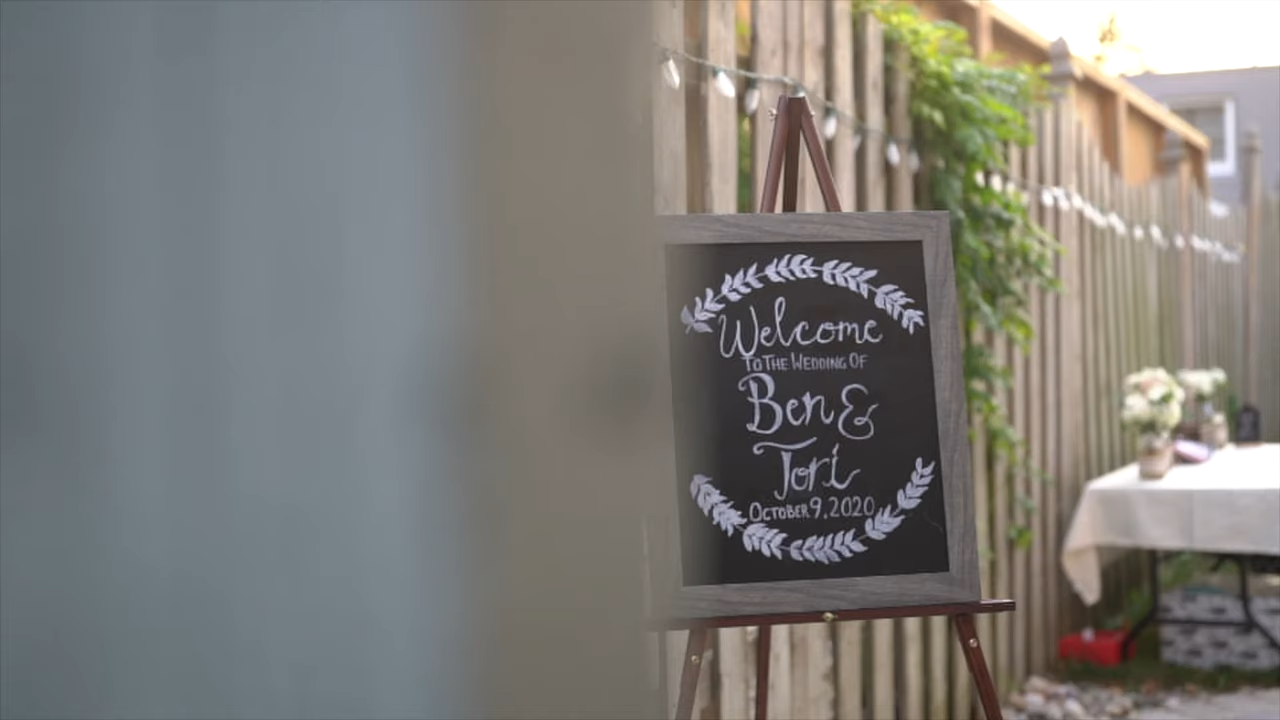 Welcome
TO THE WEDDING OF
Ben &
Tori
OCTOBER 9, 2020